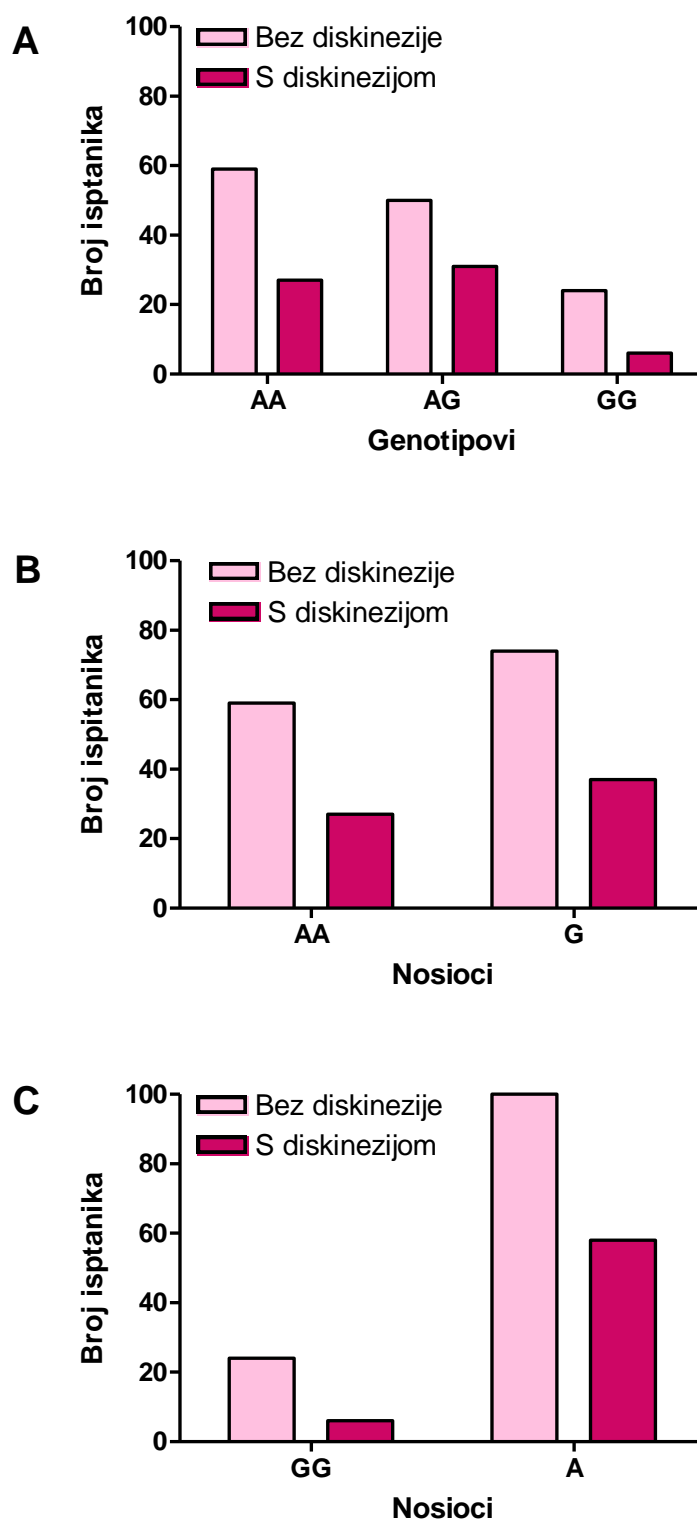 A
Bez diskinezije
S diskinezijom
Broj isptanika
100
80
60
40
20
0
AA AG GG
Genotipovi
B
Bez diskinezije
S diskinezijom
Broj ispitanika
100
80
60
40
20
0
AA G
Nosioci
C
Bez diskinezije
S diskinezijom
Broj isptanika
100
80
60
40
20
0
GG A
Nosioci